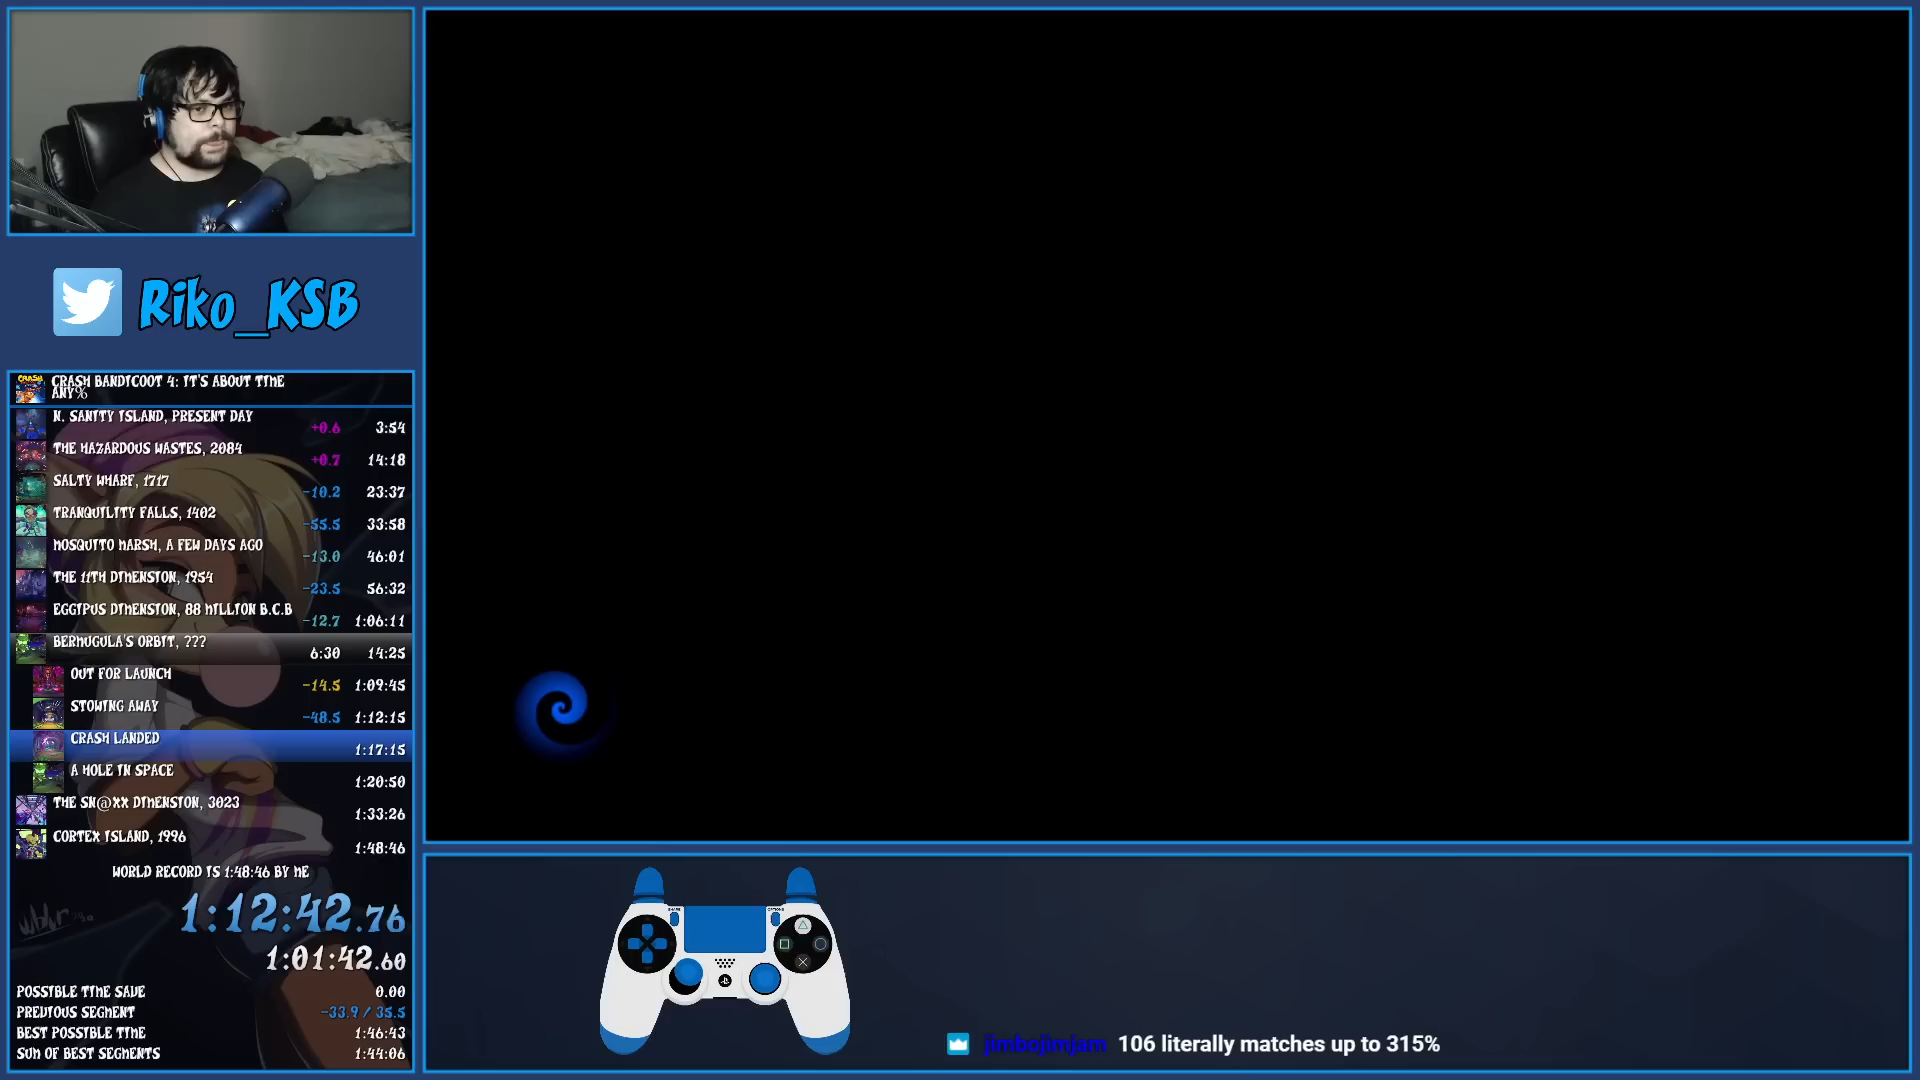 Riko_KSB
CRASH BANDICOOT 4: IT'S ABOUT TIME
ANY%
N. SANITY ISLAND, PRESENT DAY
+0.6 3:54
THE HAZARDOUS WASTES, 2084
+0.7 14:18
SALTY WHARF, 1717
-10.2 23:37
TRANQUILITY FALLS, 1402
-55.5 33:58
MOSQUITO MARSH, A FEW DAYS AGO
-13.0 46:01
THE 11TH DIMENSION, 1954
-23.5 56:32
EGGIPUS DIMENSION, 88 MILLION B.C.B
-12.7 1:06:11
BERMUGULA'S ORBIT, ???
6:30 14:25
OUT FOR LAUNCH
-14.5 1:09:45
STOWING AWAY
-48.5 1:12:15
CRASH LANDED
1:17:15
A HOLE IN SPACE
1:20:50
THE SN@XX DIMENSION, 3023
1:33:26
CORTEX ISLAND, 1996
1:48:46
WORLD RECORD IS 1:48:46 BY ME
1:12:42.76
1:01:42.60
POSSIBLE TIME SAVE 0.00
PREVIOUS SEGMENT -33.9 / 35.5
BEST POSSIBLE TIME 1:46:43
SUM OF BEST SEGMENTS 1:44:06
jimbojimjam 106 literally matches up to 315%